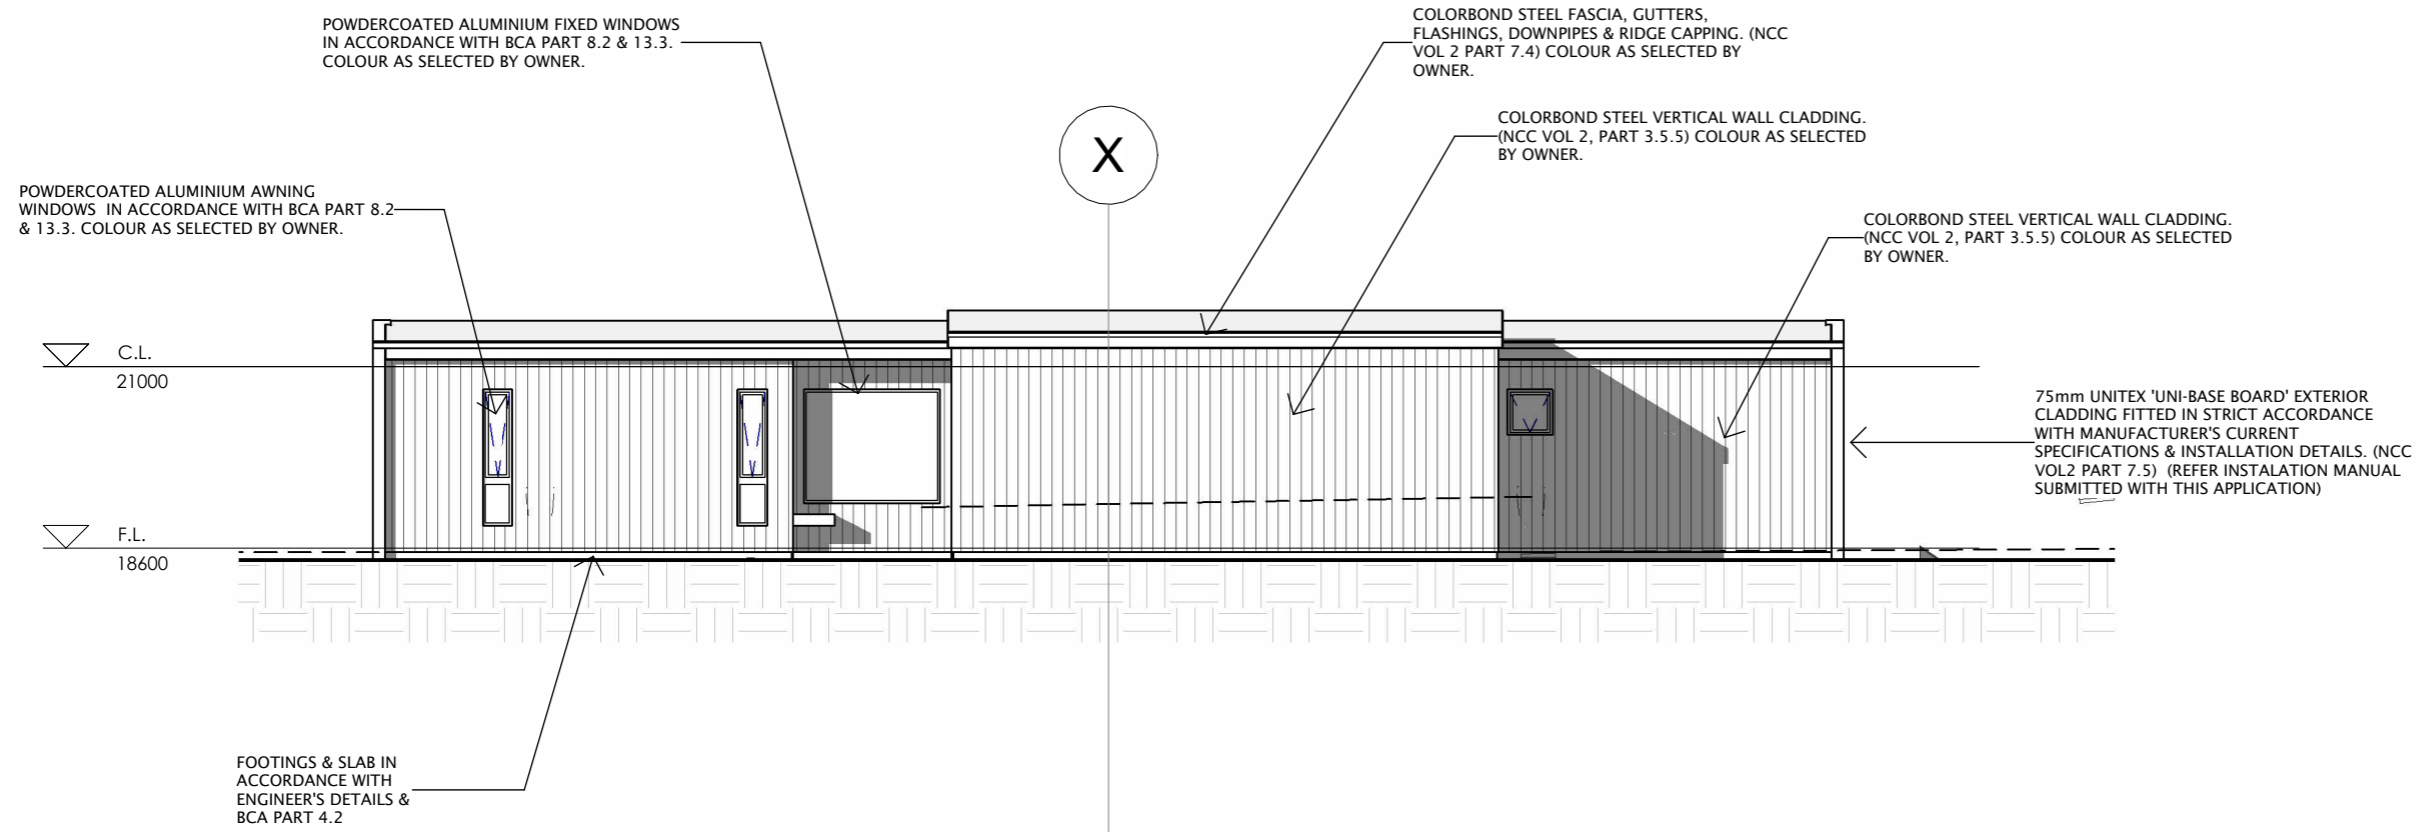 POWDERCOATED ALUMINIUM FIXED WINDOWS
IN ACCORDANCE WITH BCA PART 8.2 & 13.3.
COLOUR AS SELECTED BY OWNER.
COLORBOND STEEL FASCIA, GUTTERS,
FLASHINGS, DOWNPIPES & RIDGE CAPPING. (NCC
VOL 2 PART 7.4) COLOUR AS SELECTED BY
OWNER.
X
COLORBOND STEEL VERTICAL WALL CLADDING.
(NCC VOL 2, PART 3.5.5) COLOUR AS SELECTED
BY OWNER.
POWDERCOATED ALUMINIUM AWNING
WINDOWS  IN ACCORDANCE WITH BCA PART 8.2
& 13.3. COLOUR AS SELECTED BY OWNER.
COLORBOND STEEL VERTICAL WALL CLADDING.
(NCC VOL 2, PART 3.5.5) COLOUR AS SELECTED
BY OWNER.
C.L.
21000
75mm UNITEX 'UNI-BASE BOARD' EXTERIOR
CLADDING FITTED IN STRICT ACCORDANCE
WITH MANUFACTURER'S CURRENT
SPECIFICATIONS & INSTALLATION DETAILS. (NCC
VOL2 PART 7.5)  (REFER INSTALATION MANUAL
SUBMITTED WITH THIS APPLICATION)
F.L.
18600
FOOTINGS & SLAB IN
ACCORDANCE WITH
ENGINEER'S DETAILS &
BCA PART 4.2